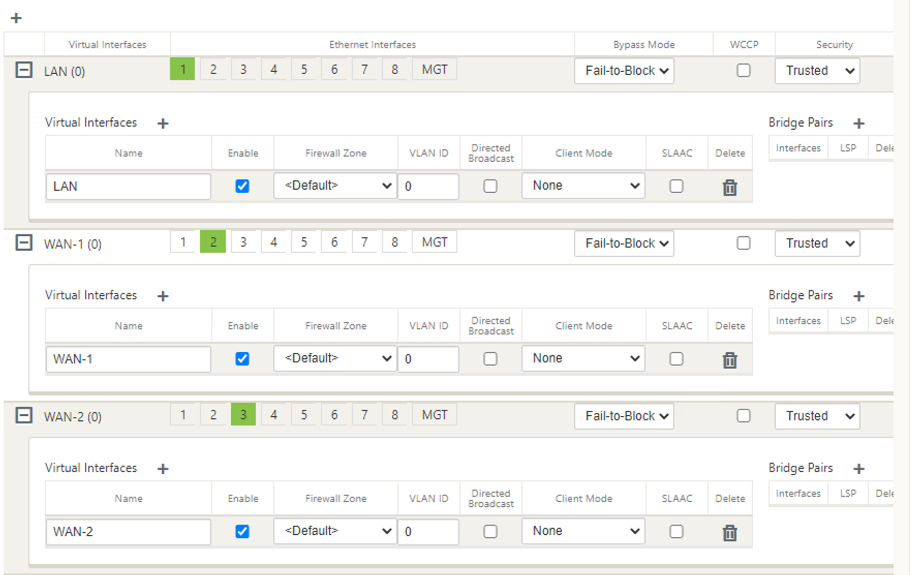 +
Virtual Interfaces Ethernet Interfaces Bypass Mode WCCP Security
LAN (0) 1 2 3 4 5 6 7 8 MGT Fail-to-Block Trusted
Virtual Interfaces + Bridge Pairs +
Name Enable Firewall Zone VLAN ID Directed Broadcast Client Mode SLAAC Delete Interfaces LSP Dele
LAN <Default> 0 None
WAN-1 (0) 1 2 3 4 5 6 7 8 MGT Fail-to-Block Trusted
Virtual Interfaces + Bridge Pairs +
Name Enable Firewall Zone VLAN ID Directed Broadcast Client Mode SLAAC Delete Interfaces LSP Dele
WAN-1 <Default> 0 None
WAN-2 (0) 1 2 3 4 5 6 7 8 MGT Fail-to-Block Trusted
Virtual Interfaces + Bridge Pairs +
Name Enable Firewall Zone VLAN ID Directed Broadcast Client Mode SLAAC Delete Interfaces LSP Dele
WAN-2 <Default> 0 None